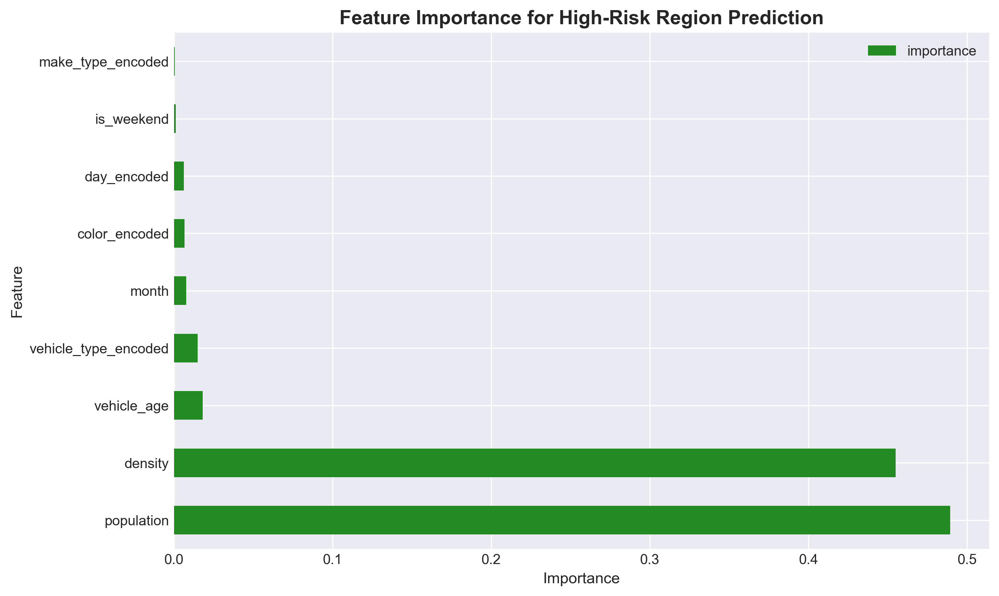 Feature Importance for High-Risk Region Prediction
importance
make_type_encoded
is_weekend
day_encoded
color_encoded
month
vehicle_type_encoded
vehicle_age
density
population
Feature
0.0 0.1 0.2 0.3 0.4 0.5
Importance